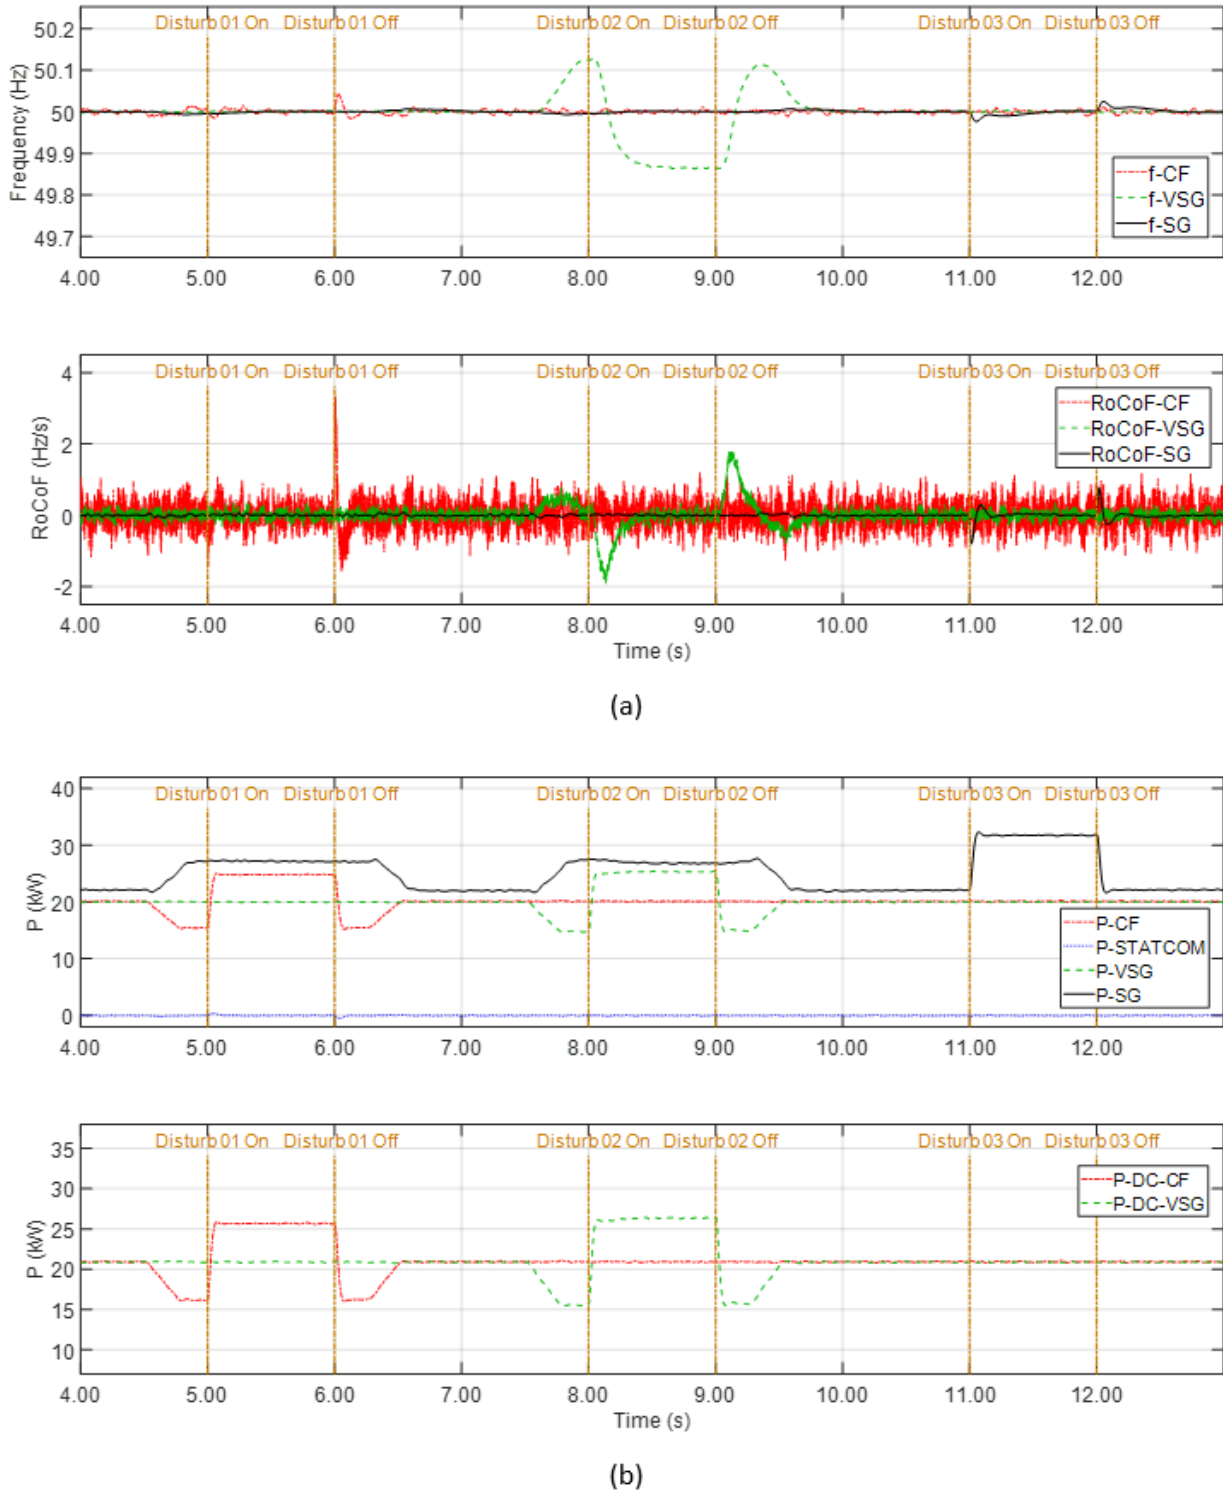 Disturb 01 On Disturb 01 Off Disturb 02 On Disturb 02 Off Disturb 03 On Disturb 03 Off
50.2
50.1
50
49.9
49.8
49.7
Frequency (Hz)
f-CF
f-VSG
f-SG
4.00 5.00 6.00 7.00 8.00 9.00 10.00 11.00 12.00
Disturb 01 On Disturb 01 Off Disturb 02 On Disturb 02 Off Disturb 03 On Disturb 03 Off
4
2
0
-2
RoCoF (Hz/s)
RoCoF-CF
RoCoF-VSG
RoCoF-SG
4.00 5.00 6.00 7.00 8.00 9.00 10.00 11.00 12.00
Time (s)
(a)
Disturb 01 On Disturb 01 Off Disturb 02 On Disturb 02 Off Disturb 03 On Disturb 03 Off
40
30
20
10
0
P (kW)
P-CF
P-STATCOM
P-VSG
P-SG
4.00 5.00 6.00 7.00 8.00 9.00 10.00 11.00 12.00
Disturb 01 On Disturb 01 Off Disturb 02 On Disturb 02 Off Disturb 03 On Disturb 03 Off
35
30
25
20
15
10
P (kW)
P-DC-CF
P-DC-VSG
4.00 5.00 6.00 7.00 8.00 9.00 10.00 11.00 12.00
Time (s)
(b)